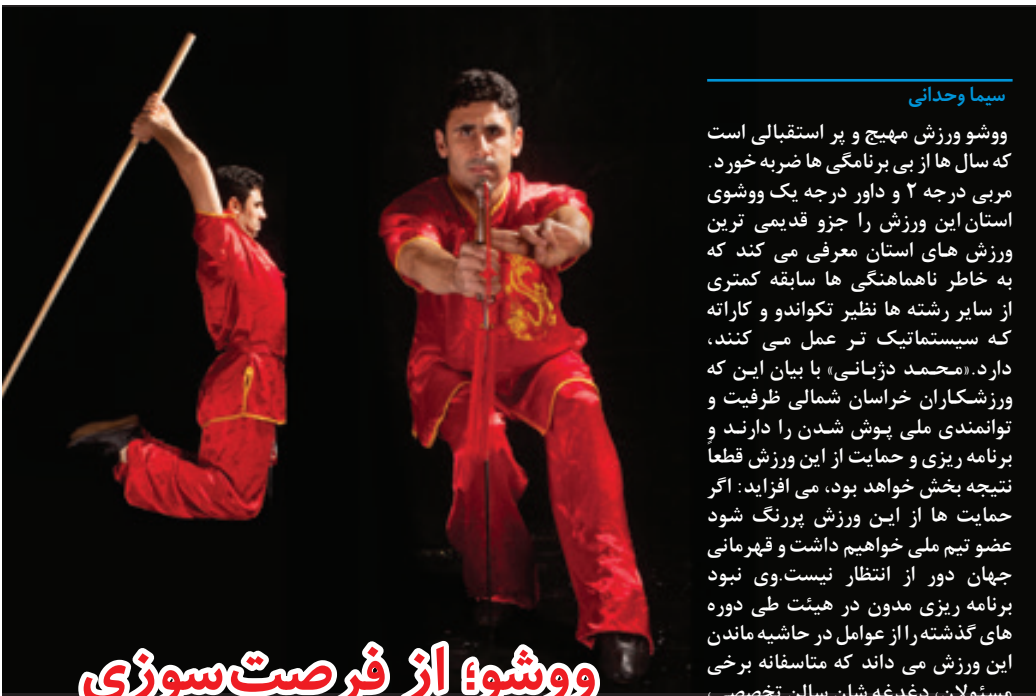 سیما وحدانی
ووشو ورزش مهیج و پر استقبالی است
که سال ها از بی برنامگی ها ضربه خورد.
مربی درجه ۲ و داور درجه یک ووشوی
استان این ورزش را جزو قدیمی ترین
ورزش های استان معرفی می کند که
به خاطر ناهماهنگی ها سابقه کمتری
از سایر رشته ها نظیر تکواندو و کاراته
که سیستماتیک تر عمل می کنند،
دارد.«محمد دژبانی» با بیان این که
ورزشکاران خراسان شمالی ظرفیت و
توانمندی ملی پوش شدن را دارند و
برنامه ریزی و حمایت از این ورزش قطعاً
نتیجه بخش خواهد بود، می افزاید: اگر
حمایت ها از این ورزش پررنگ شود
عضو تیم ملی خواهیم داشت و قهرمانی
جهان دور از انتظار نیست.وی نبود
برنامه ریزی مدون در هیئت طی دوره
های گذشته را از عوامل در حاشیه ماندن
این ورزش می داند که متاسفانه برخی
مسئولان، دغدغه شان سالن تخصصی،
ووشو؛ از فرصت‌سوزی